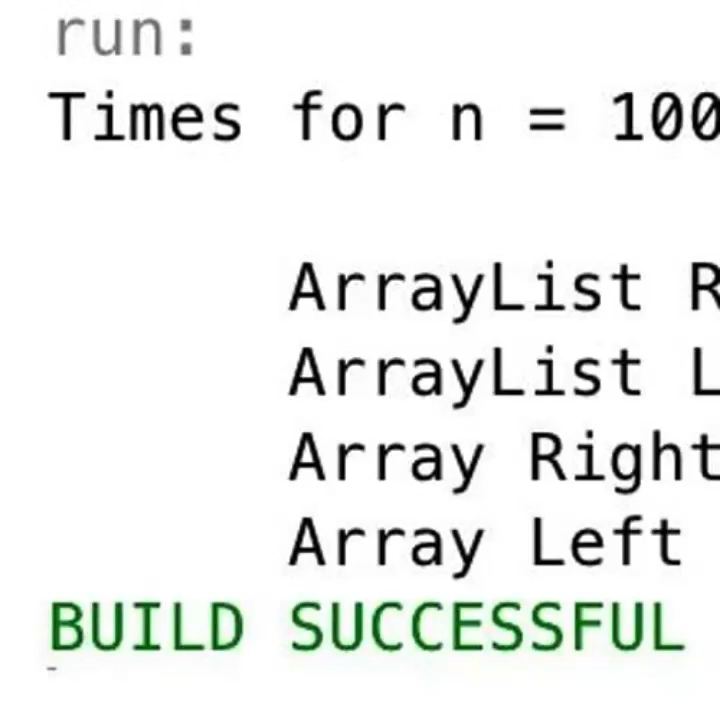 run:
Times for n = 100
ArrayList R
ArrayList L
Array Right
Array Left
BUILD SUCCESSFUL